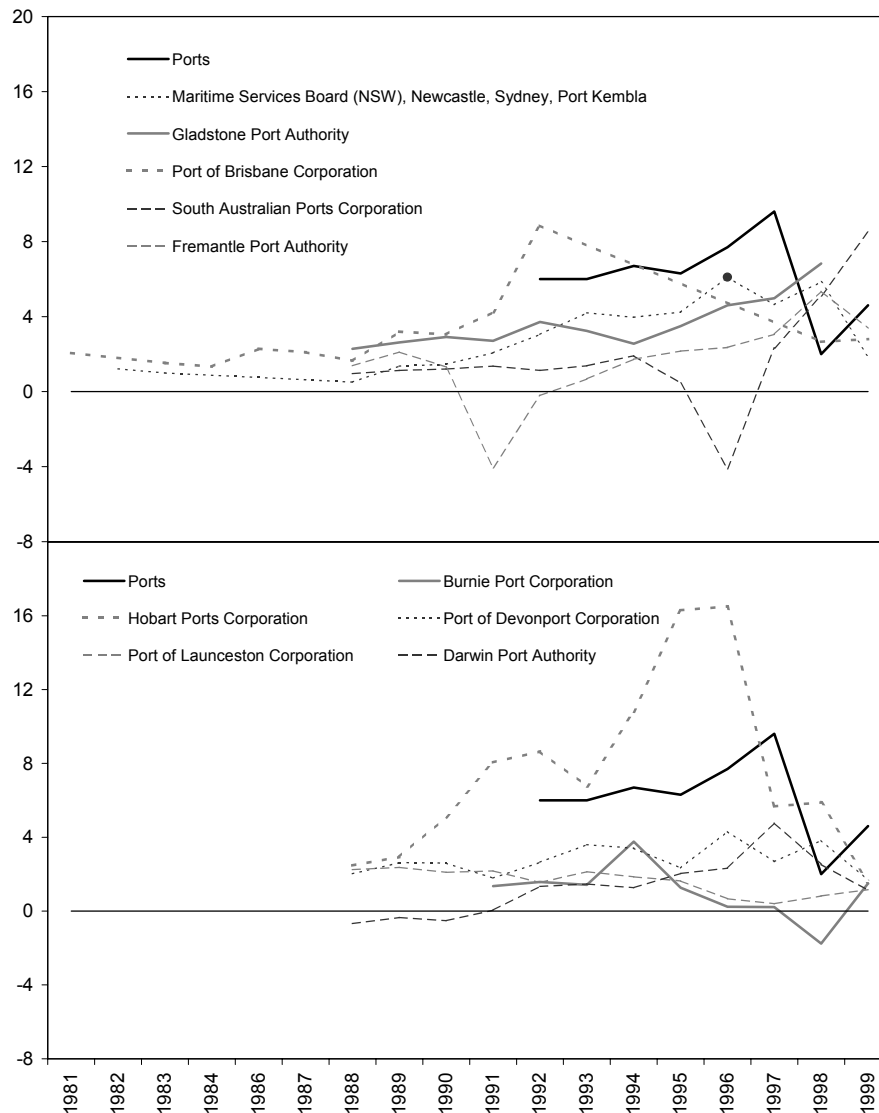 20
16
12
8
4
0
-4
-8
Ports
Maritime Services Board (NSW), Newcastle, Sydney, Port Kembla
Gladstone Port Authority
Port of Brisbane Corporation
South Australian Ports Corporation
Fremantle Port Authority
16
12
8
4
0
-4
-8
Ports Burnie Port Corporation
Hobart Ports Corporation Port of Devonport Corporation
Port of Launceston Corporation Darwin Port Authority
1981 1982 1983 1984 1986 1987 1988 1989 1990 1991 1992 1993 1994 1995 1996 1997 1998 1999